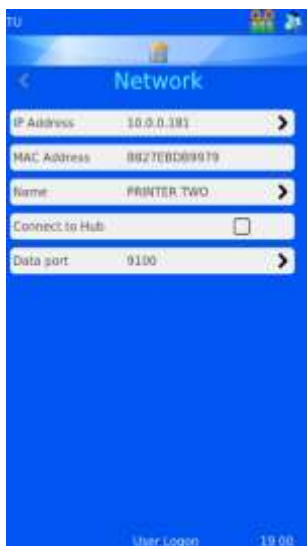 TU
Network
IP Address 10.0.0.181
MAC Address B827EBDB9979
Name PRINTER TWO
Connect to Hub
Data port 9100
User Logon 19:00